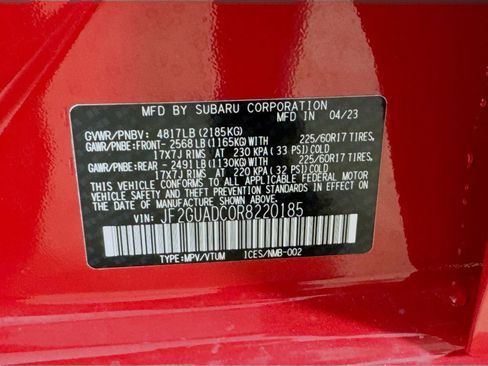 MFD BY SUBARU CORPORATION IN 04/23
GVWR/PNBV: 4817LB (2185KG)
GAWR/PNBE:FRONT- 2568LB (1165KG)WITH 225/60R17 TIRES,
17X7J RIMS AT 230 KPA (33 PSI)COLD
GAWR/PNBE:REAR - 2491LB(1130KG)WITH 225/60R17 TIRES,
17X7J RIMS AT 220 KPA (32 PSI)COLD
THIS VEHICLE CONFORMS TO ALL APPLICABLE U.S. FEDERAL
MOTOR VEHICLE SAFETY AND THEFT PREVENTION STANDARDS IN EFFECT
ON THE DATE OF MANUFACTURE SHOWN ABOVE.
VIN: JF2GUADC0R8220185
TYPE:MPV/VTUM ICES/NMB-002